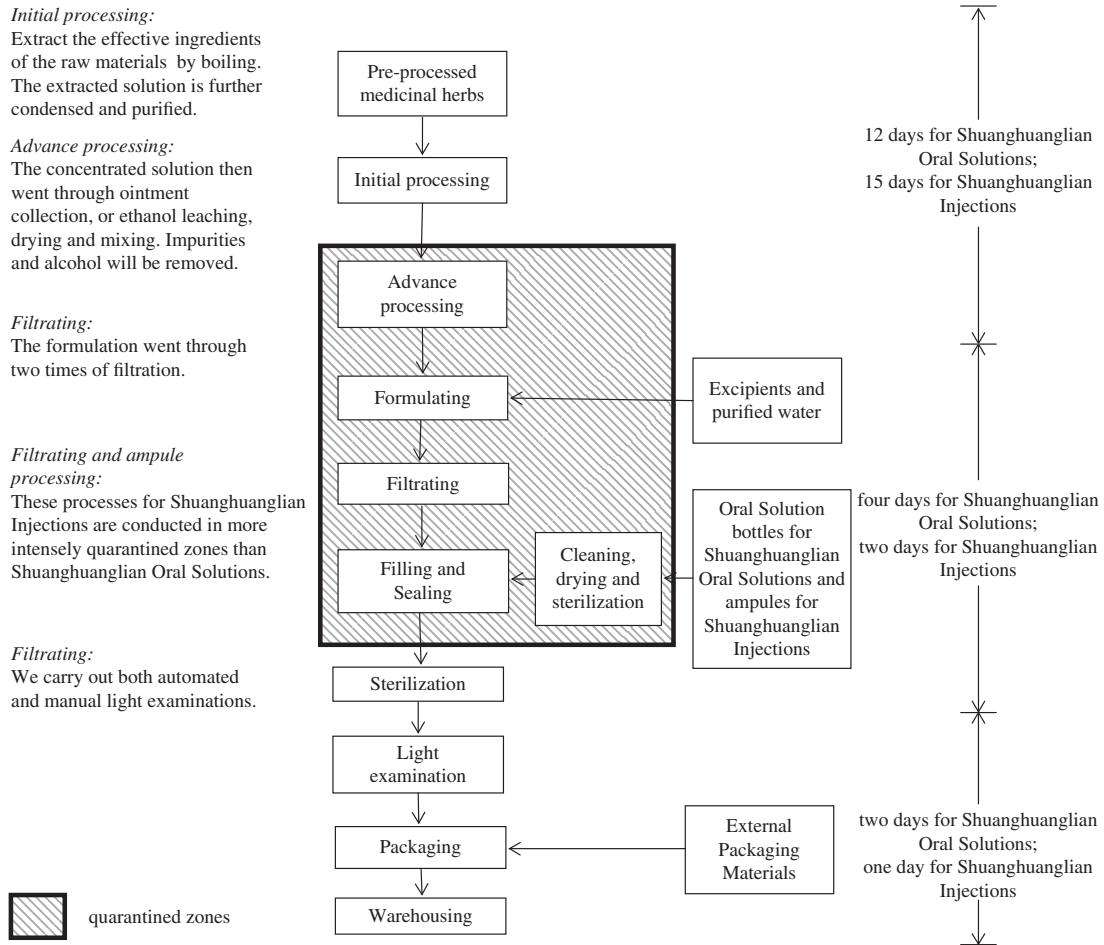 Initial processing:
Extract the effective ingredients
of the raw materials by boiling.
The extracted solution is further
condensed and purified.
Advance processing:
The concentrated solution then
went through ointment
collection, or ethanol leaching,
drying and mixing. Impurities
and alcohol will be removed.
Filtrating:
The formulation went through
two times of filtration.
Filtrating and ampule
processing:
These processes for Shuanghuanglian
Injections are conducted in more
intensely quarantined zones than
Shuanghuanglian Oral Solutions.
Filtrating:
We carry out both automated
and manual light examinations.
quarantined zones
Pre-processed
medicinal herbs
Initial processing
Advance
processing
Formulating
Filtrating
Filling and
Sealing
Cleaning,
drying and
sterilization
Sterilization
Light
examination
Packaging
Warehousing
Excipients and
purified water
Oral Solution
bottles for
Shuanghuanglian
Oral Solutions and
ampules for
Shuanghuanglian
Injections
External
Packaging
Materials
12 days for Shuanghuanglian
Oral Solutions;
15 days for Shuanghuanglian
Injections
four days for Shuanghuanglian
Oral Solutions;
two days for Shuanghuanglian
Injections
two days for Shuanghuanglian
Oral Solutions;
one day for Shuanghuanglian
Injections